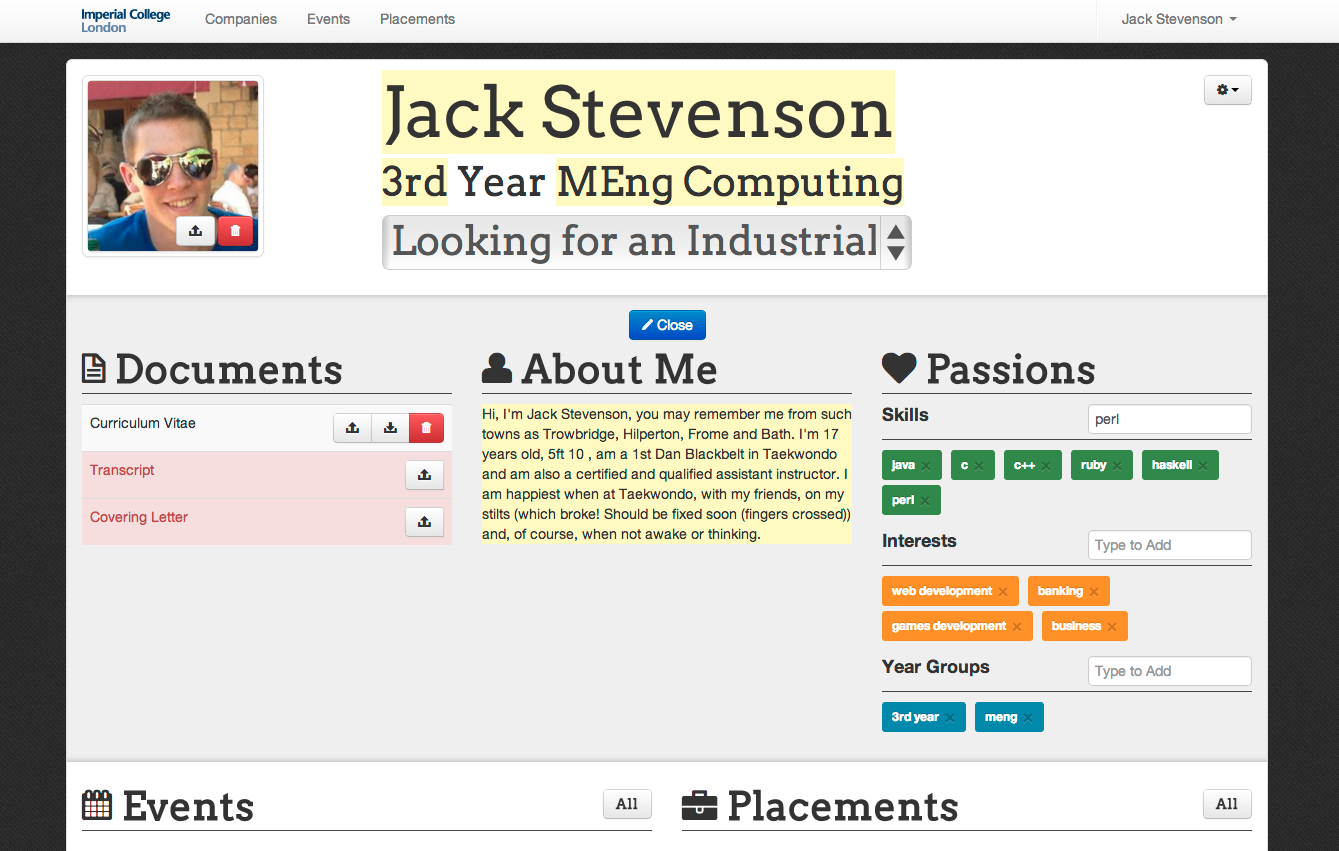 Imperial College
London
Companies
Events
Placements
Jack Stevenson
Jack Stevenson
3rd Year MEng Computing
Looking for an Industrial
Close
Documents
Curriculum Vitae
Transcript
Covering Letter
About Me
Hi, I'm Jack Stevenson, you may remember me from such
towns as Trowbridge, Hilperton, Frome and Bath. I'm 17
years old, 5ft 10 , am a 1st Dan Blackbelt in Taekwondo
and am also a certified and qualified assistant instructor. I
am happiest when at Taekwondo, with my friends, on my
stilts (which broke! Should be fixed soon (fingers crossed))
and, of course, when not awake or thinking.
Passions
Skills
perl
java
c
c++
ruby
haskell
perl
Interests
Type to Add
web development
banking
games development
business
Year Groups
Type to Add
3rd year
meng
Events
All
Placements
All